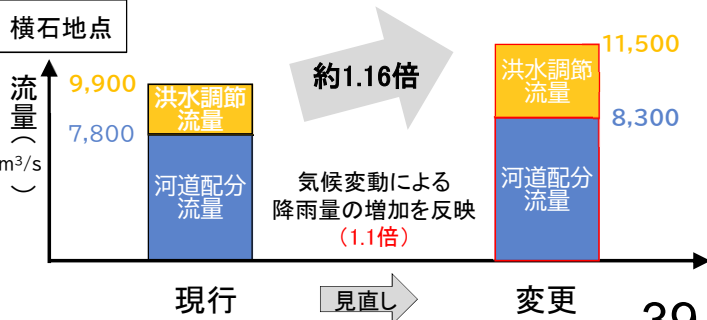 横石地点
流量(m³/s)
9,900
7,800
洪水調節
流量
河道配分
流量
約1.16倍
気候変動による
降雨量の増加を反映
(1.1倍)
11,500
8,300
洪水調節
流量
河道配分
流量
現行
見直し
変更
39